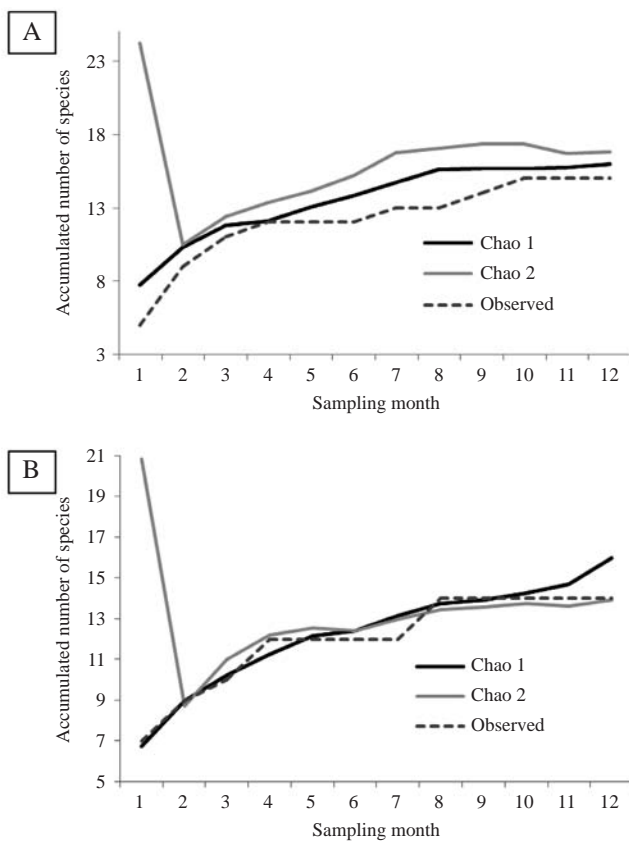 A
Accumulated number of species
23
18
13
8
3
Chao 1
Chao 2
Observed
1 2 3 4 5 6 7 8 9 10 11 12
Sampling month
B
Accumulated number of species
21
19
17
15
13
11
9
7
5
Chao 1
Chao 2
Observed
1 2 3 4 5 6 7 8 9 10 11 12
Sampling month